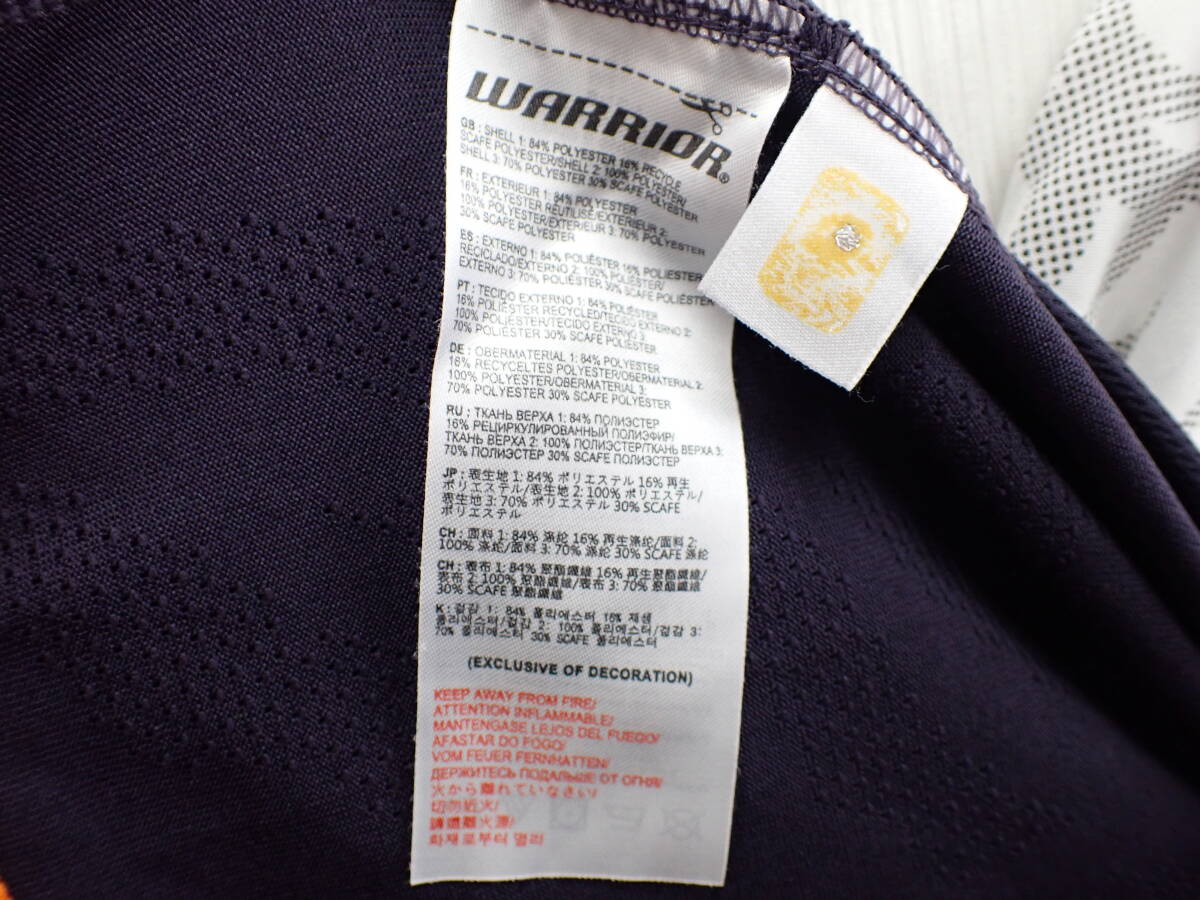 WARRIOR®
GB : SHELL 1: 84% POLYESTER 16% RECYCLE
SCAFE POLYESTER/SHELL 2: 100% POLYESTER/
SHELL 3: 70% POLYESTER 30% SCAFE POLYESTER
FR : EXTERIEUR 1: 84% POLYESTER
16% POLYESTER REUTILISE/EXTERIEUR 2:
100% POLYESTER/EXTERIEUR 3: 70% POLYESTER
30% SCAFE POLYESTER
ES : EXTERNO 1: 84% POLIÉSTER 16% POLIESTER
RECICLADO/EXTERNO 2: 100% POLIÉSTER/
EXTERNO 3: 70% POLIÉSTER 30% SCAFE POLIÉSTER
PT : TECIDO EXTERNO 1: 84% POLIÉSTER
16% POLIÉSTER RECYCLED/TECIDO EXTERNO 2:
100% POLIÉSTEH/TECIDO EXTERNO 3:
70% POLIÉSTER 30% SCAFE POLIÉSTER
DE : OBERMATERIAL 1: 84% POLYESTER
16% RECYCELTES POLYESTER/OBERMATERIAL 2:
100% POLYESTER/OBERMATERIAL 3:
70% POLYESTER 30% SCAFE POLYESTER
RU : ТКАНЬ ВЕРХА 1: 84% ПОЛИЭСТЕР
16% РЕЦИРКУЛИРОВАННЫЙ ПОЛИЭФИР/
ТКАНЬ ВЕРХА 2: 100% ПОЛИЭСТЕР/ТКАНЬ ВЕРХА 3:
70% ПОЛИЭСТЕР 30% SCAFE ПОЛИЭСТЕР
JP : 表生地 1: 84% ポリエステル 16% 再生
ポリエステル/表生地 2: 100% ポリエステル/
表生地 3: 70% ポリエステル 30% SCAFE
ポリエステル
CH : 面料 1: 84% 涤纶 16% 再生涤纶/面料 2:
100% 涤纶/面料 3: 70% 涤纶 30% SCAFE 涤纶
CH : 表布 1: 84% 聚酯纖維 16% 再生聚酯纖維/
表布 2: 100% 聚酯纖維/表布 3: 70% 聚酯纖維
30% SCAFE 聚酯纖維
K : 겉감 1: 84% 폴리에스터 16% 재생
폴리에스터/겉감 2: 100% 폴리에스터/겉감 3:
70% 폴리에스터 30% SCAFE 폴리에스터
(EXCLUSIVE OF DECORATION)
KEEP AWAY FROM FIRE/
ATTENTION INFLAMMABLE/
MANTENGASE LEJOS DEL FUEGO/
AFASTAR DO FOGO/
VOM FEUER FERNHATTEN/
ДЕРЖИТЕСЬ ПОДАЛЬШЕ ОТ ОГНЯ/
火から離れていなさい/
切勿近火/
請遠離火源/
화재로부터 멀리